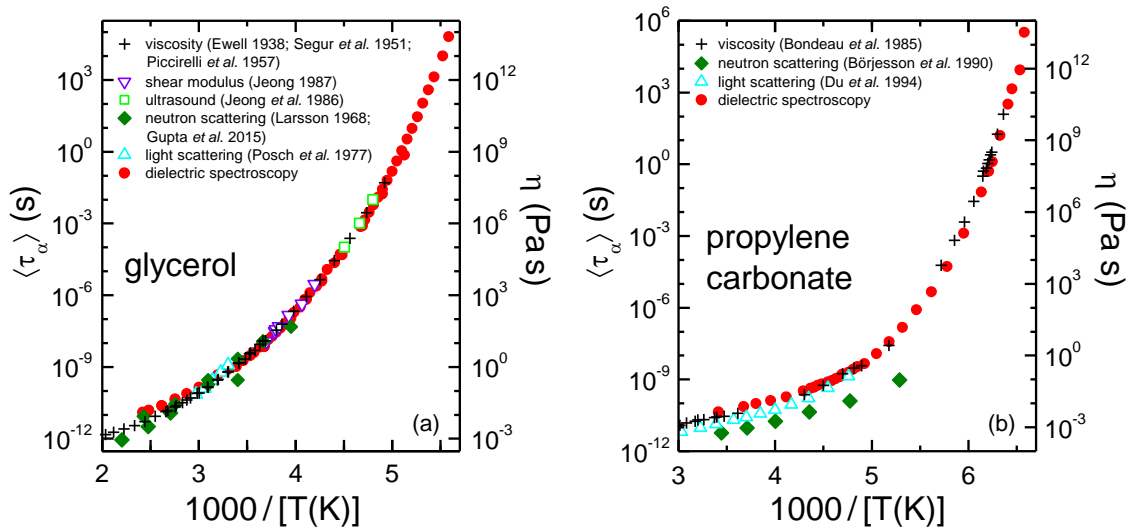 viscosity (Ewell 1938; Segur et al. 1951;
Piccirelli et al. 1957)
shear modulus (Jeong 1987)
ultrasound (Jeong et al. 1986)
neutron scattering (Larsson 1968;
Gupta et al. 2015)
light scattering (Posch et al. 1977)
dielectric spectroscopy
glycerol
(a)
10^3
10^0
10^-3
10^-6
10^-9
10^-12
⟨τ_α⟩ (s)
10^12
10^9
10^6
10^3
10^0
10^-3
η (Pa s)
2 3 4 5
1000 / [T(K)]
viscosity (Bondeau et al. 1985)
neutron scattering (Börjesson et al. 1990)
light scattering (Du et al. 1994)
dielectric spectroscopy
propylene
carbonate
(b)
10^6
10^3
10^0
10^-3
10^-6
10^-9
10^-12
⟨τ_α⟩ (s)
10^12
10^9
10^6
10^3
10^0
10^-3
η (Pa s)
3 4 5 6
1000 / [T(K)]